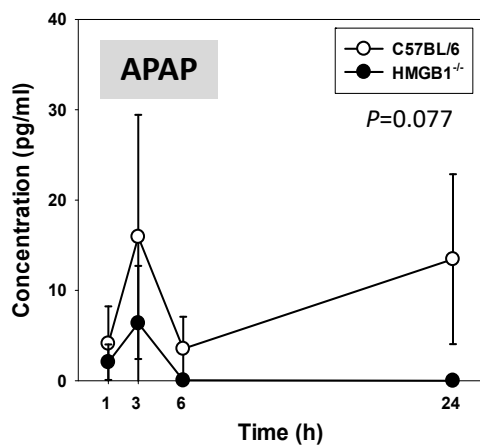 C57BL/6
HMGB1⁻/⁻
APAP
P=0.077
Concentration (pg/ml)
40
30
20
10
0
1 3 6 24
Time (h)